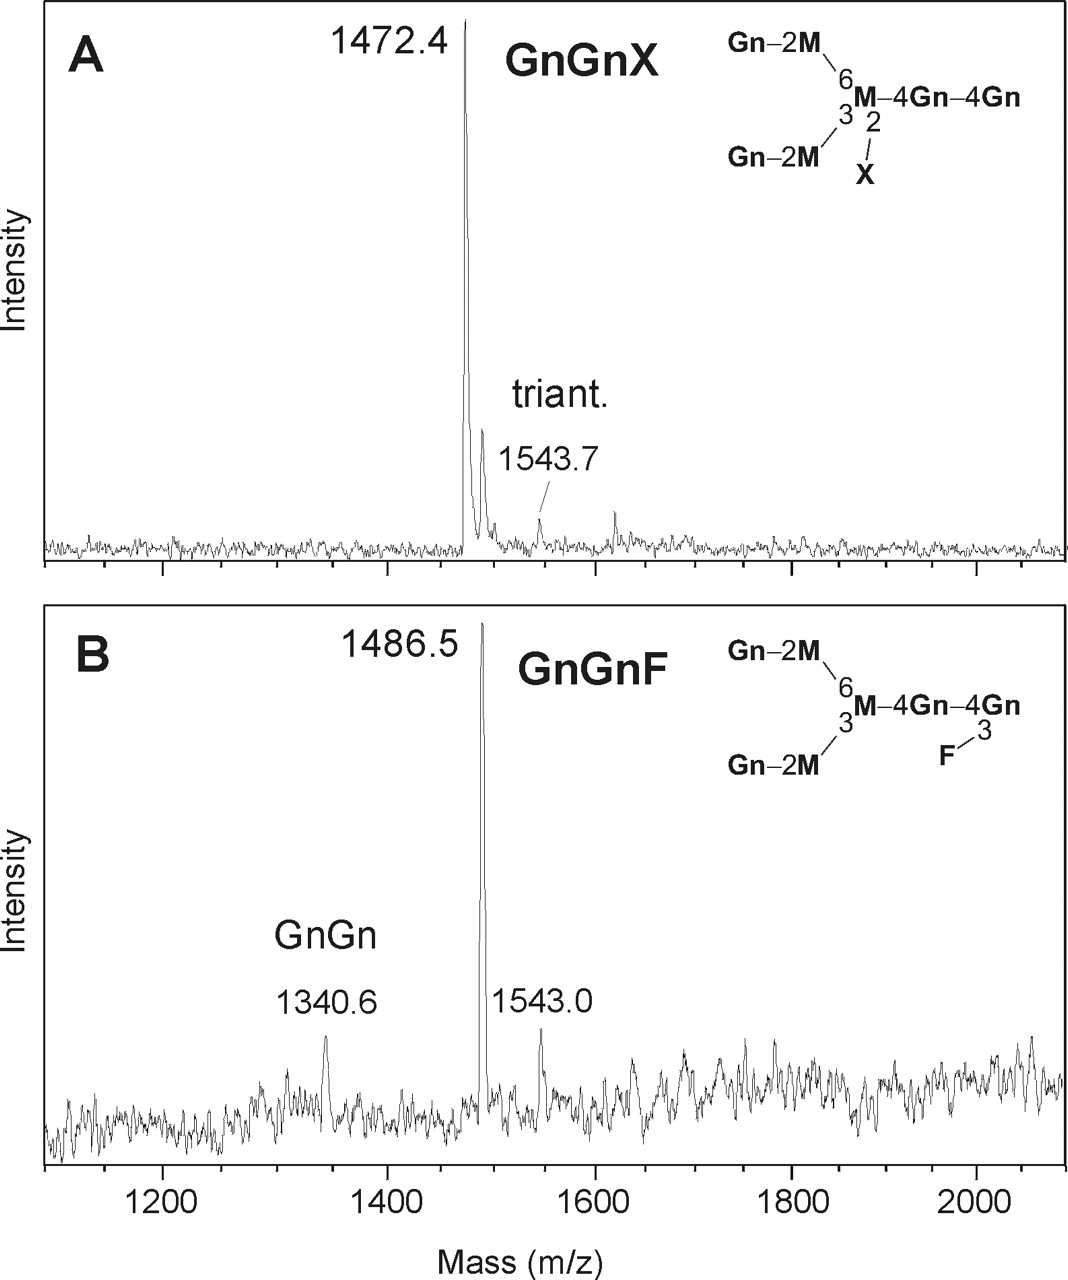 A
1472.4
GnGnX
Gn–2M
6
M–4Gn–4Gn
3
2
Gn–2M
X
triant.
1543.7
Intensity
B
1486.5
GnGnF
Gn–2M
6
M–4Gn–4Gn
3
3
F
Gn–2M
GnGn
1340.6
1543.0
Intensity
1200 1400 1600 1800 2000
Mass (m/z)